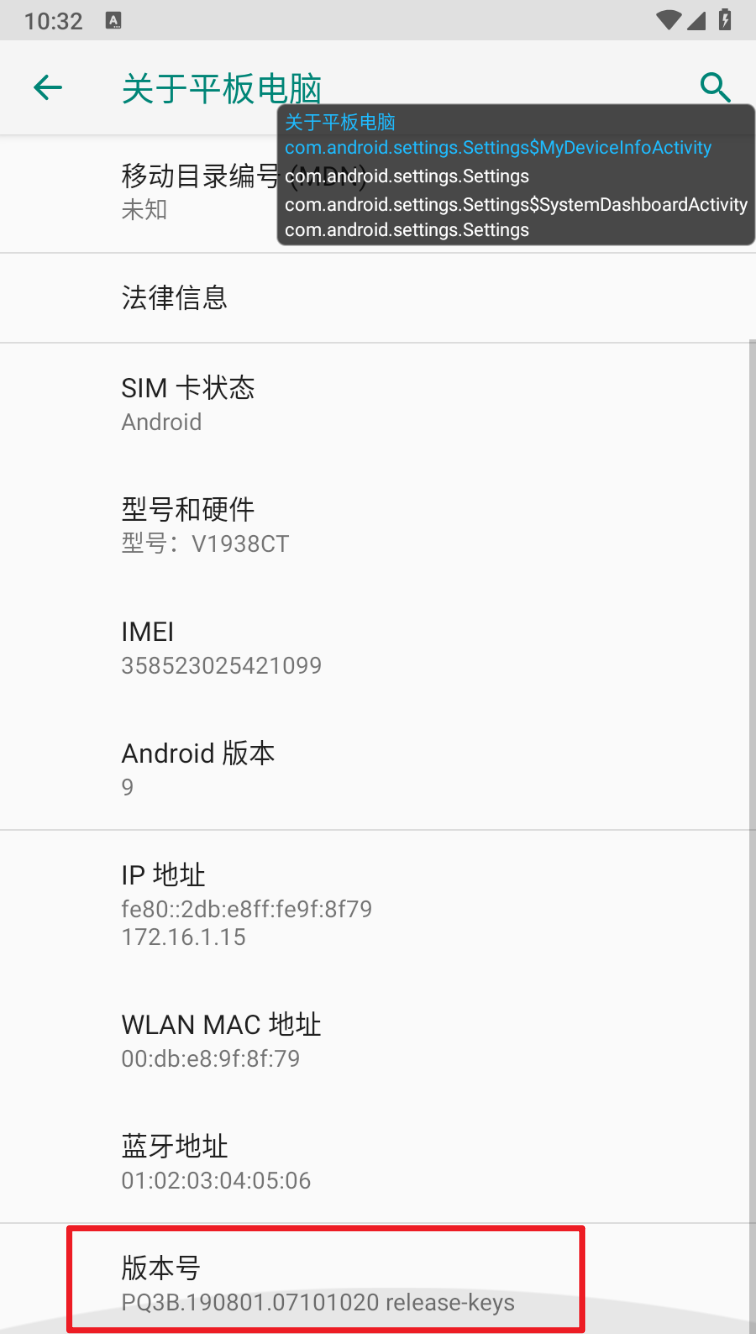 10:32 A
关于平板电脑
关于平板电脑
com.android.settings.Settings$MyDeviceInfoActivity
com.android.settings.Settings
com.android.settings.Settings$SystemDashboardActivity
com.android.settings.Settings
移动目录编号 (MDN)
未知
法律信息
SIM 卡状态
Android
型号和硬件
型号：V1938CT
IMEI
358523025421099
Android 版本
9
IP 地址
fe80::2db:e8ff:fe9f:8f79
172.16.1.15
WLAN MAC 地址
00:db:e8:9f:8f:79
蓝牙地址
01:02:03:04:05:06
版本号
PQ3B.190801.07101020 release-keys